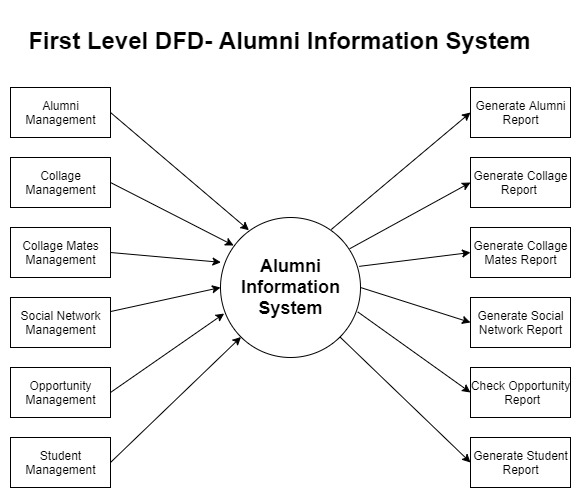 First Level DFD- Alumni Information System
Alumni
Management
Collage
Management
Collage Mates
Management
Social Network
Management
Opportunity
Management
Student
Management
Alumni
Information
System
Generate Alumni
Report
Generate Collage
Report
Generate Collage
Mates Report
Generate Social
Network Report
Check Opportunity
Report
Generate Student
Report